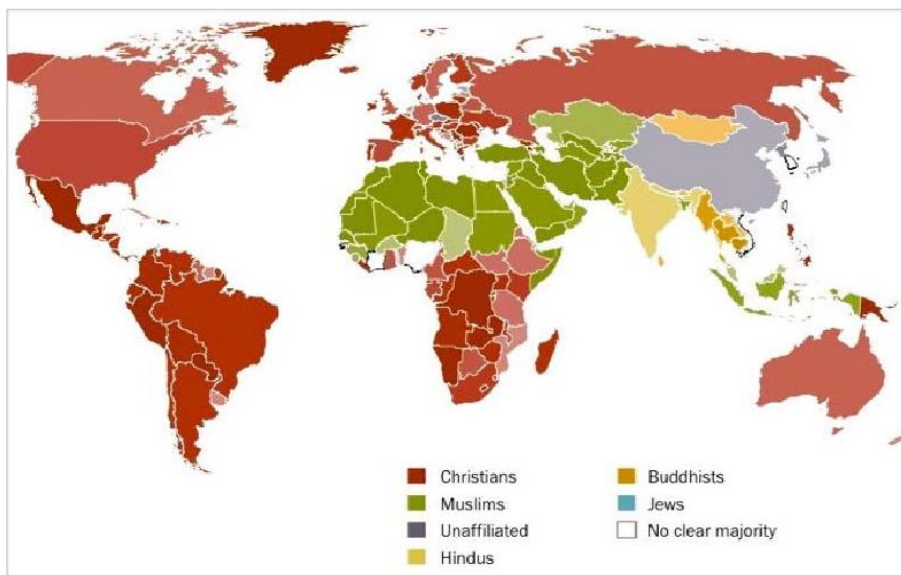 Christians
Muslims
Unaffiliated
Hindus
Buddhists
Jews
No clear majority